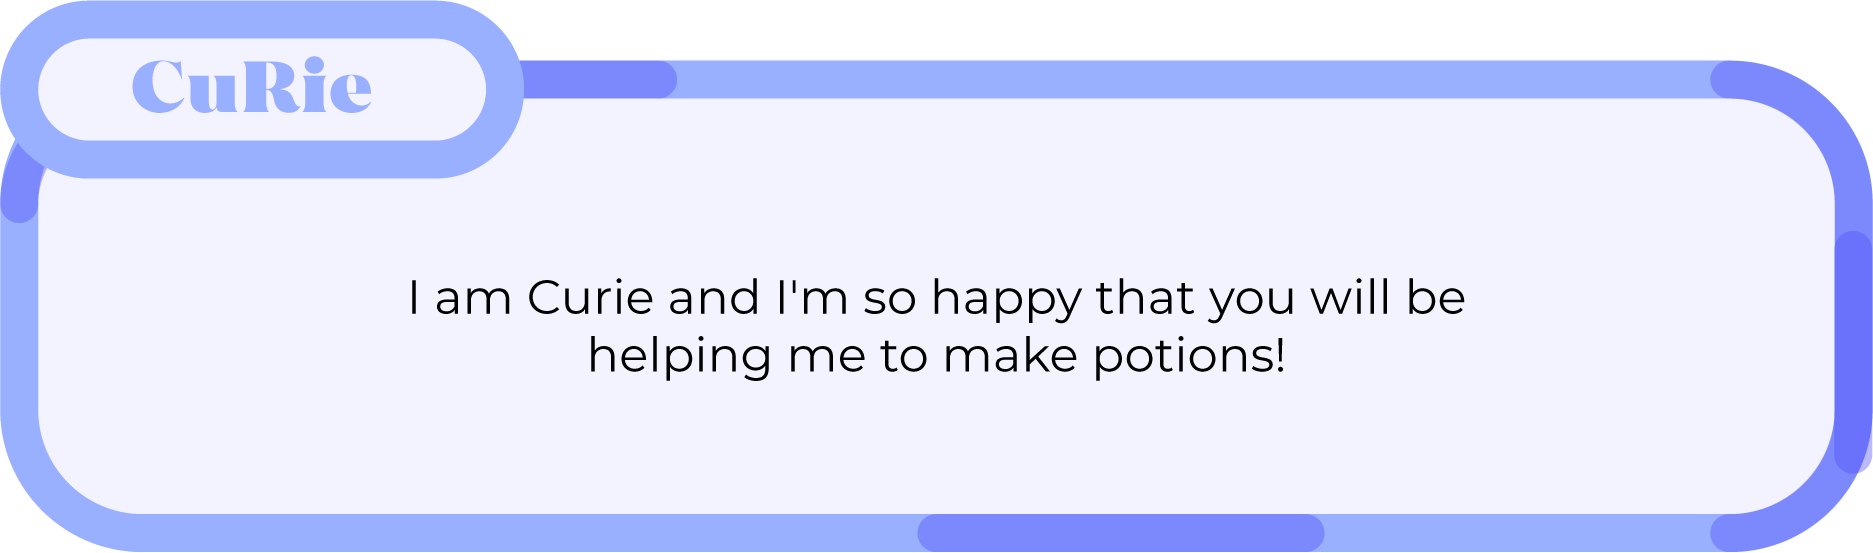 CuRie
I am Curie and I'm so happy that you will be
helping me to make potions!